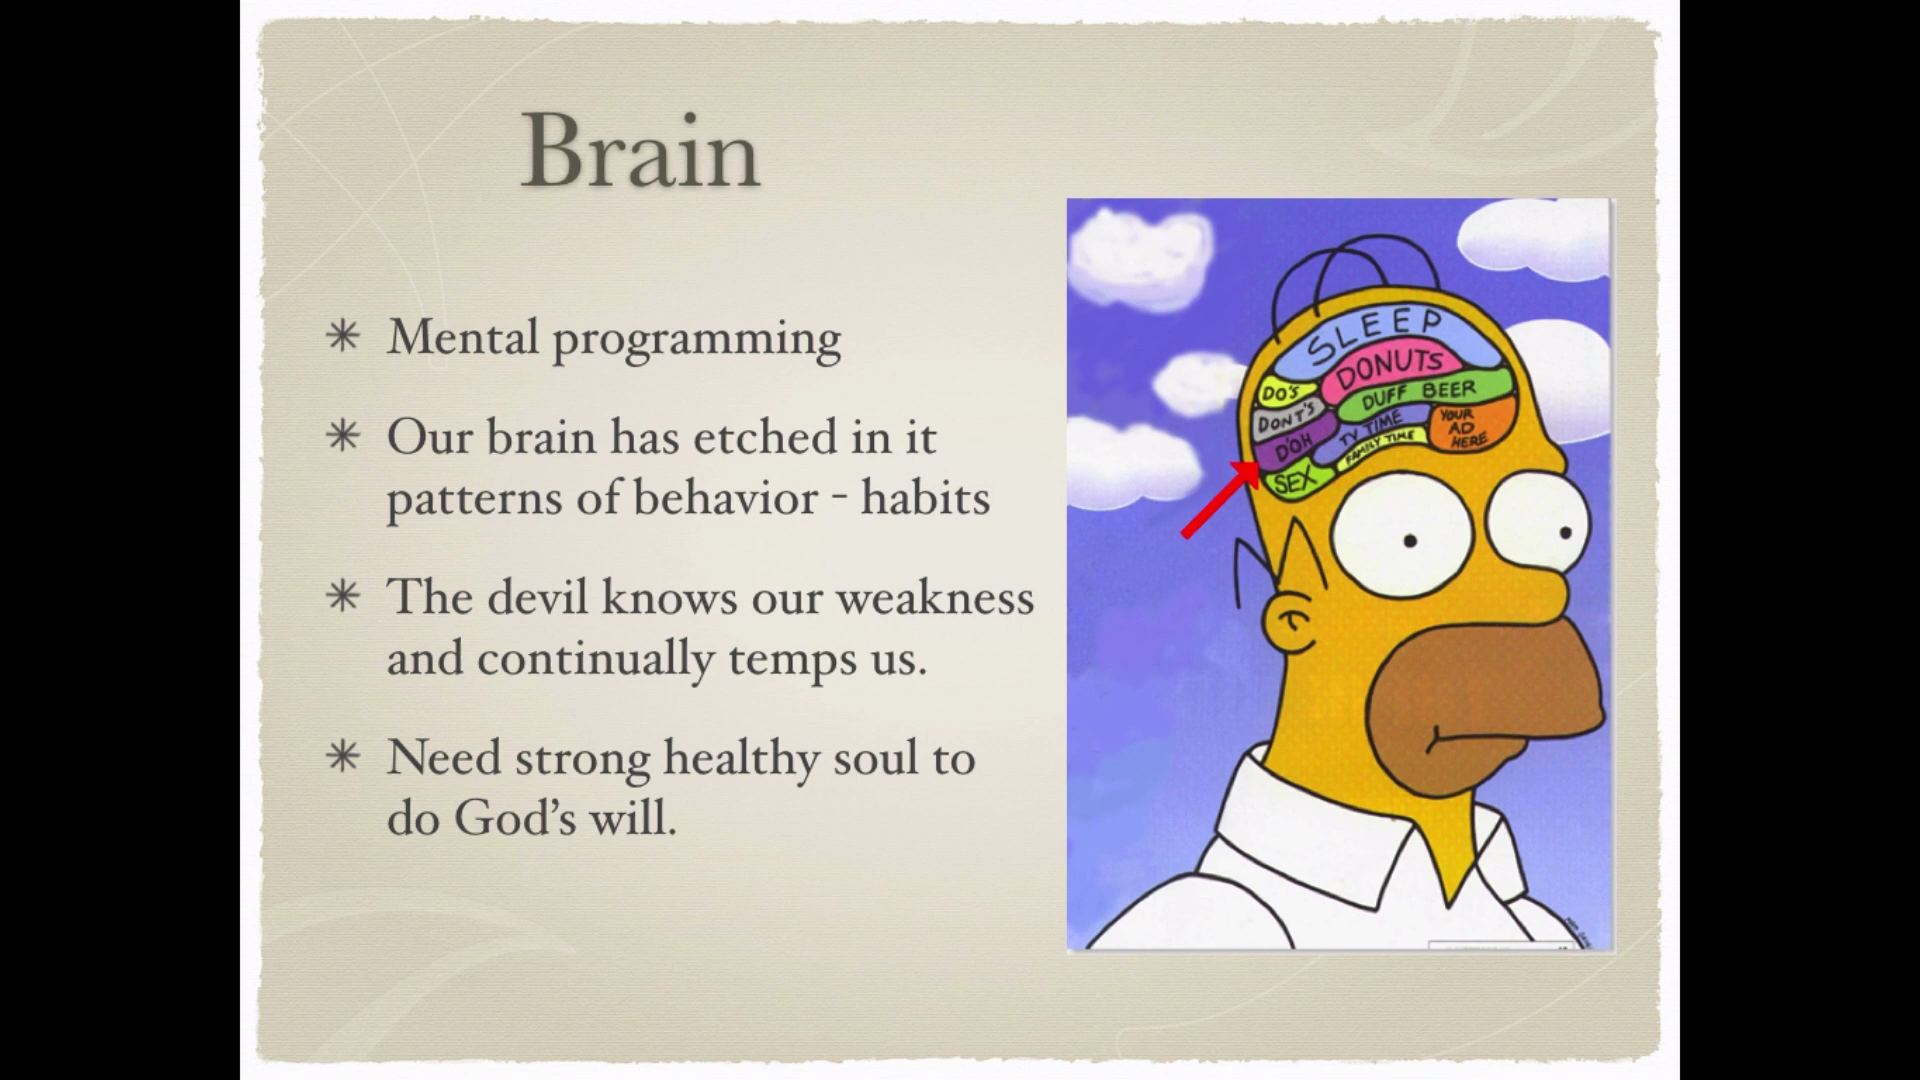 Brain
✳ Mental programming
✳ Our brain has etched in it
patterns of behavior - habits
✳ The devil knows our weakness
and continually temps us.
✳ Need strong healthy soul to
do God's will.
SLEEP
DONUTS
DO'S
DUFF BEER
DONT'S
TV TIME
YOUR
AD
HERE
D'OH
FAMILY TIME
SEX